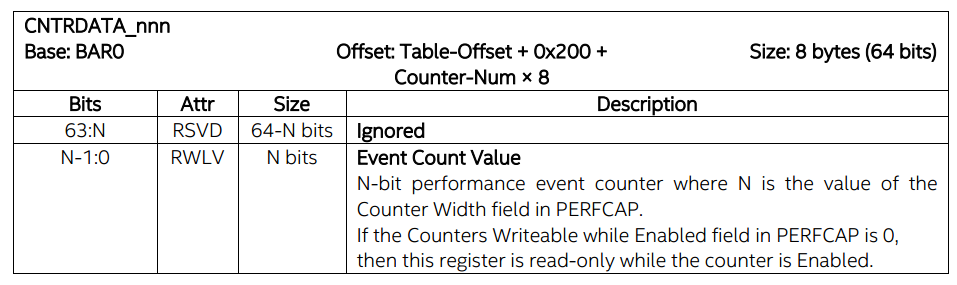 CNTRDATA_nnn
Base: BAR0 Offset: Table-Offset + 0x200 + Size: 8 bytes (64 bits)
Counter-Num × 8
Bits Attr Size Description
63:N RSVD 64-N bits Ignored
N-1:0 RWLV N bits Event Count Value
N-bit performance event counter where N is the value of the
Counter Width field in PERFCAP.
If the Counters Writeable while Enabled field in PERFCAP is 0,
then this register is read-only while the counter is Enabled.